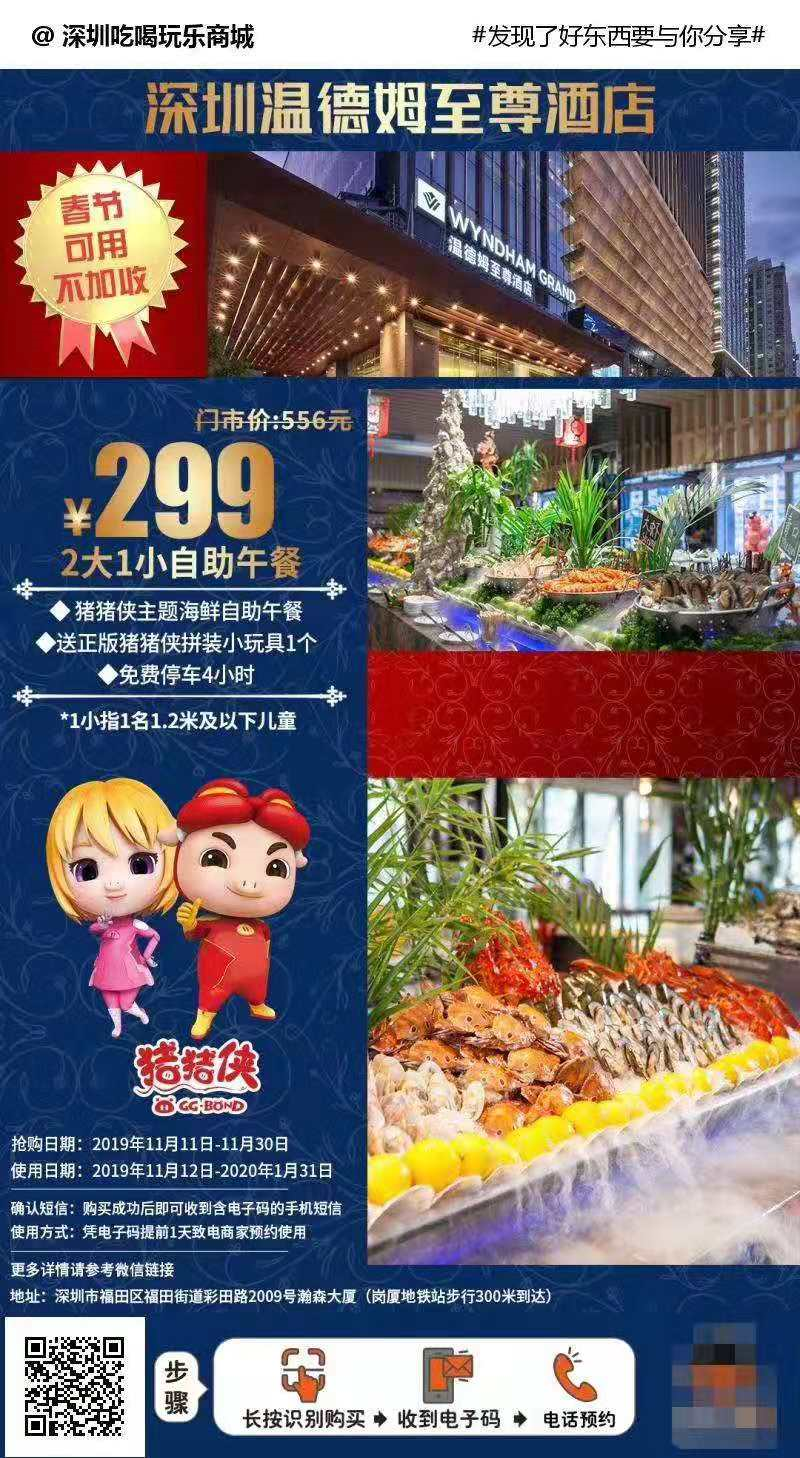 @ 深圳吃喝玩乐商城
#发现了好东西要与你分享#
深圳温德姆至尊酒店
春节
可用
不加收
WYNDHAM GRAND
温德姆至尊酒店
门市价:556元
¥299
2大1小自助午餐
◆ 猪猪侠主题海鲜自助午餐
◆送正版猪猪侠拼装小玩具1个
◆免费停车4小时
*1小指1名1.2米及以下儿童
猪猪侠
GG·BOND
抢购日期：2019年11月11日-11月30日
使用日期：2019年11月12日-2020年1月31日
确认短信：购买成功后即可收到含电子码的手机短信
使用方式：凭电子码提前1天致电商家预约使用
更多详情请参考微信链接
地址：深圳市福田区福田街道彩田路2009号瀚森大厦（岗厦地铁站步行300米到达）
步骤
长按识别购买 → 收到电子码 → 电话预约